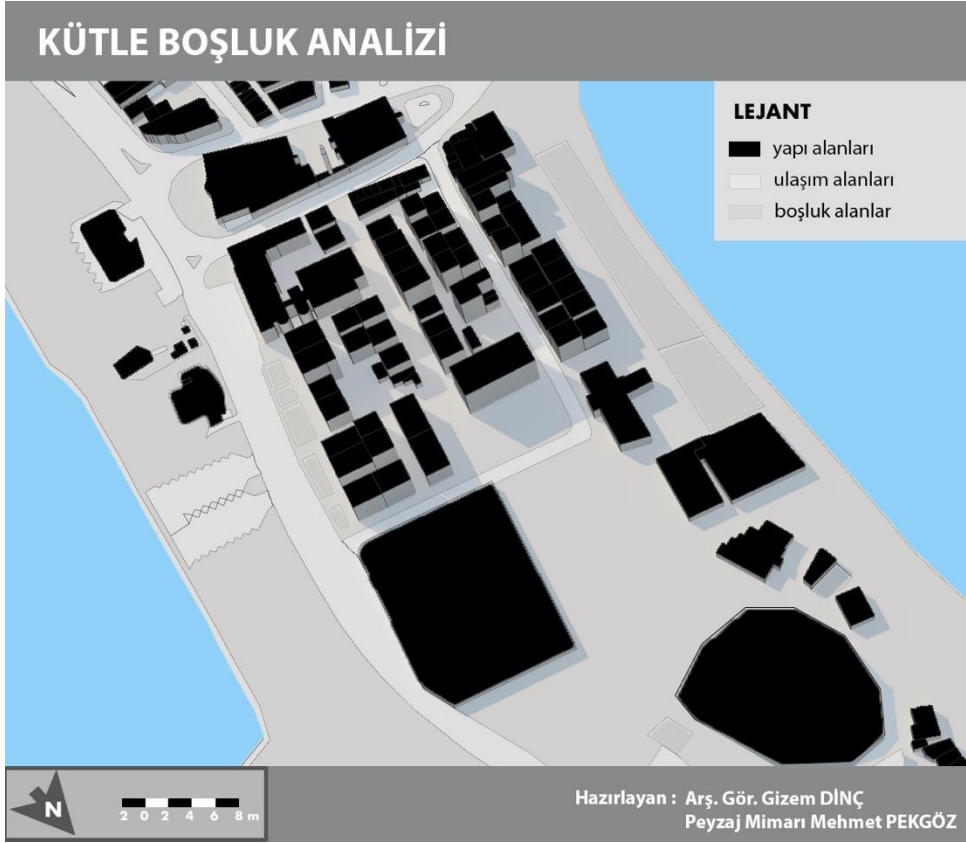 KÜTLE BOŞLUK ANALİZİ
LEJANT
yapı alanları
ulaşım alanları
boşluk alanlar
N
2 0 2 4 6 8 m
Hazırlayan : Arş. Gör. Gizem DİNÇ
Peyzaj Mimarı Mehmet PEKGÖZ